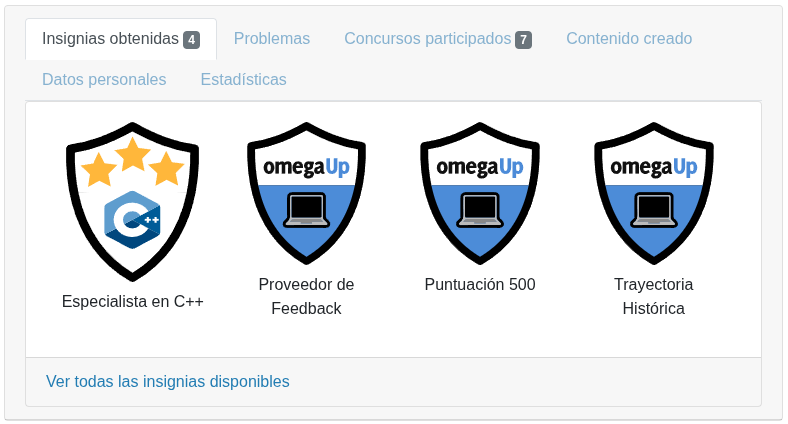 Insignias obtenidas 4 Problemas Concursos participados 7 Contenido creado
Datos personales Estadísticas
C++ omegaUp omegaUp omegaUp
Especialista en C++
Proveedor de Feedback
Puntuación 500
Trayectoria Histórica
Ver todas las insignias disponibles